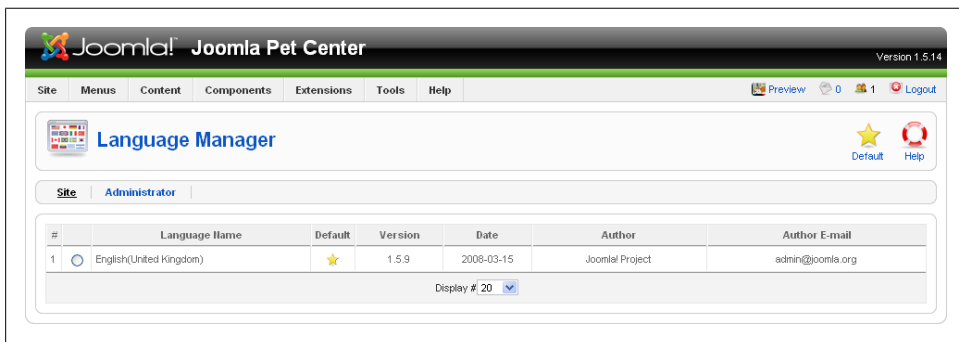 Joomla! Joomla Pet Center
Version 1.5.14
Site Menus Content Components Extensions Tools Help Preview 0 1 Logout
Language Manager
Default Help
Site Administrator
# Language Name Default Version Date Author Author E-mail
1 English(United Kingdom) 1.5.9 2008-03-15 Joomla! Project admin@joomla.org
Display # 20